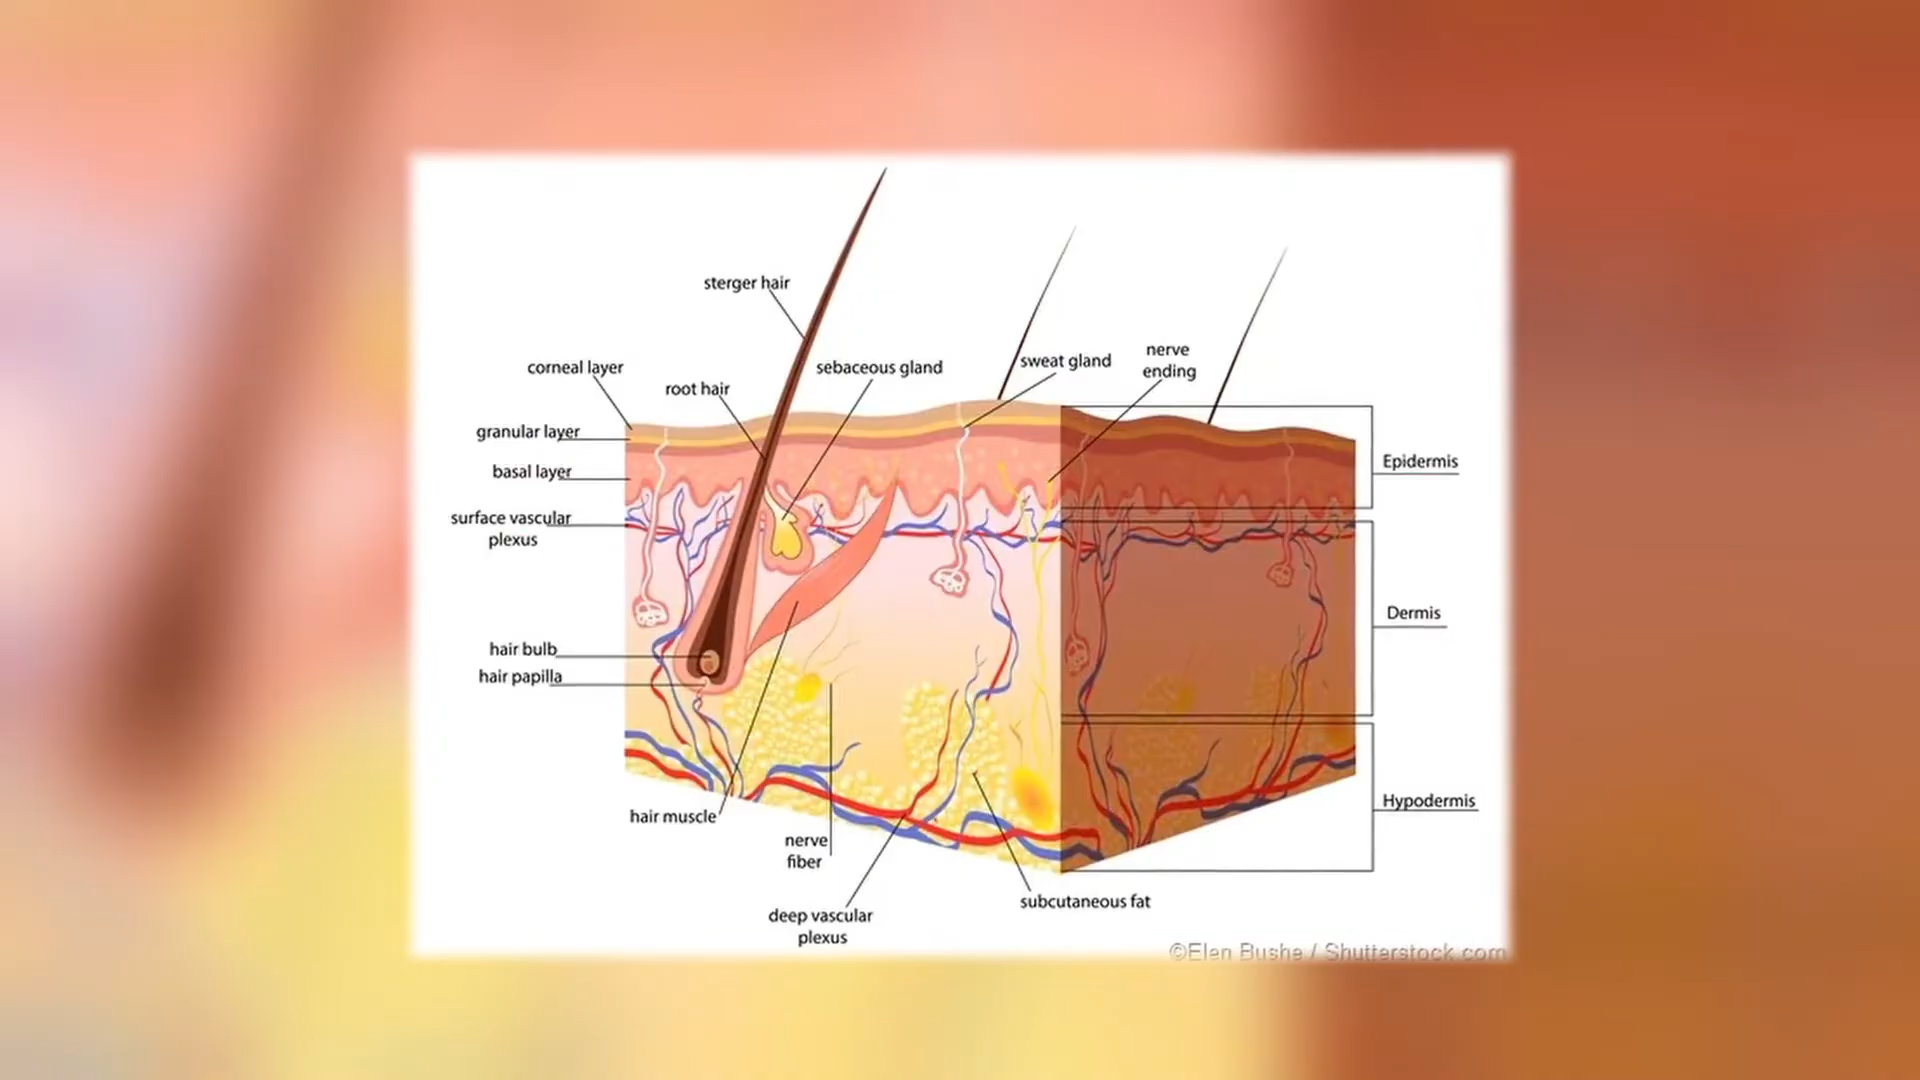 sterger hair
corneal layer
root hair
sebaceous gland
sweat gland
nerve
ending
granular layer
basal layer
surface vascular
plexus
Epidermis
Dermis
hair bulb
hair papilla
Hypodermis
hair muscle
nerve
fiber
deep vascular
plexus
subcutaneous fat
©Elen Bushe / Shutterstock.com